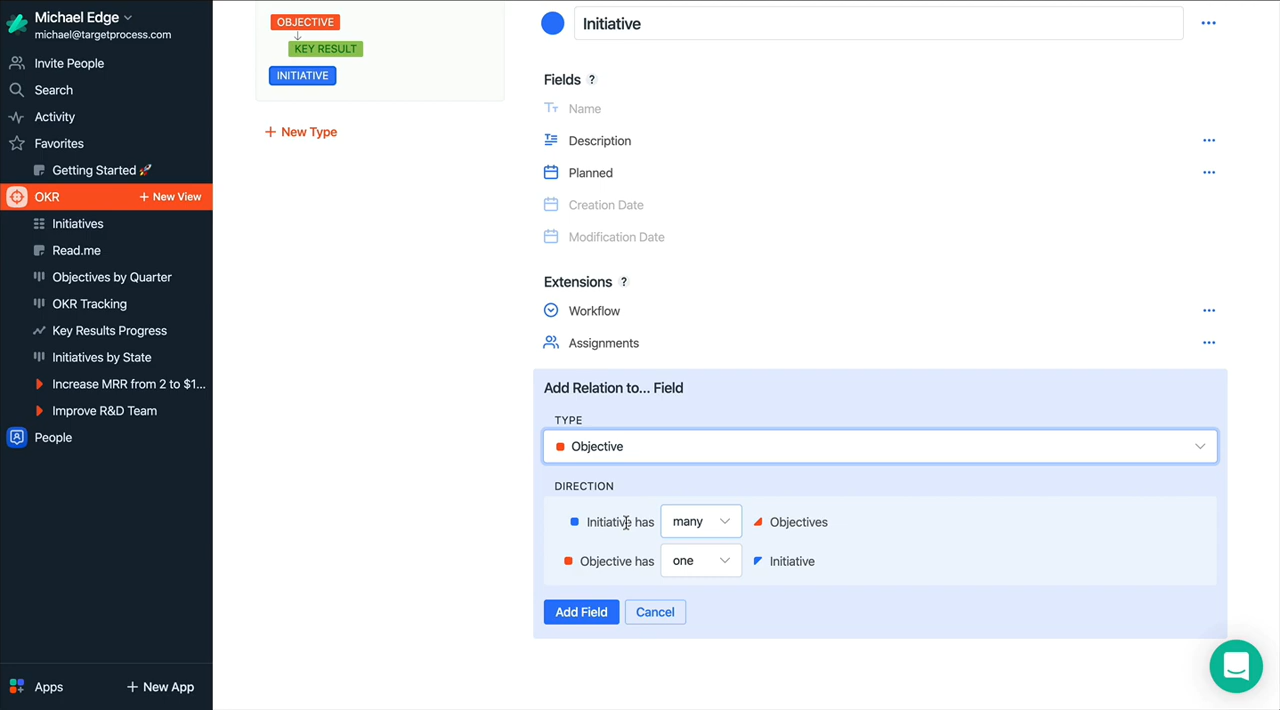 Michael Edge
michael@targetprocess.com
Invite People
Search
Activity
Favorites
Getting Started 🚀
OKR
+ New View
Initiatives
Read.me
Objectives by Quarter
OKR Tracking
Key Results Progress
Initiatives by State
Increase MRR from 2 to $1...
Improve R&D Team
People
Apps
+ New App
OBJECTIVE
KEY RESULT
INITIATIVE
+ New Type
Initiative
Fields ?
Name
Description
Planned
Creation Date
Modification Date
Extensions ?
Workflow
Assignments
Add Relation to... Field
TYPE
Objective
DIRECTION
Initiative has many Objectives
Objective has one Initiative
Add Field Cancel